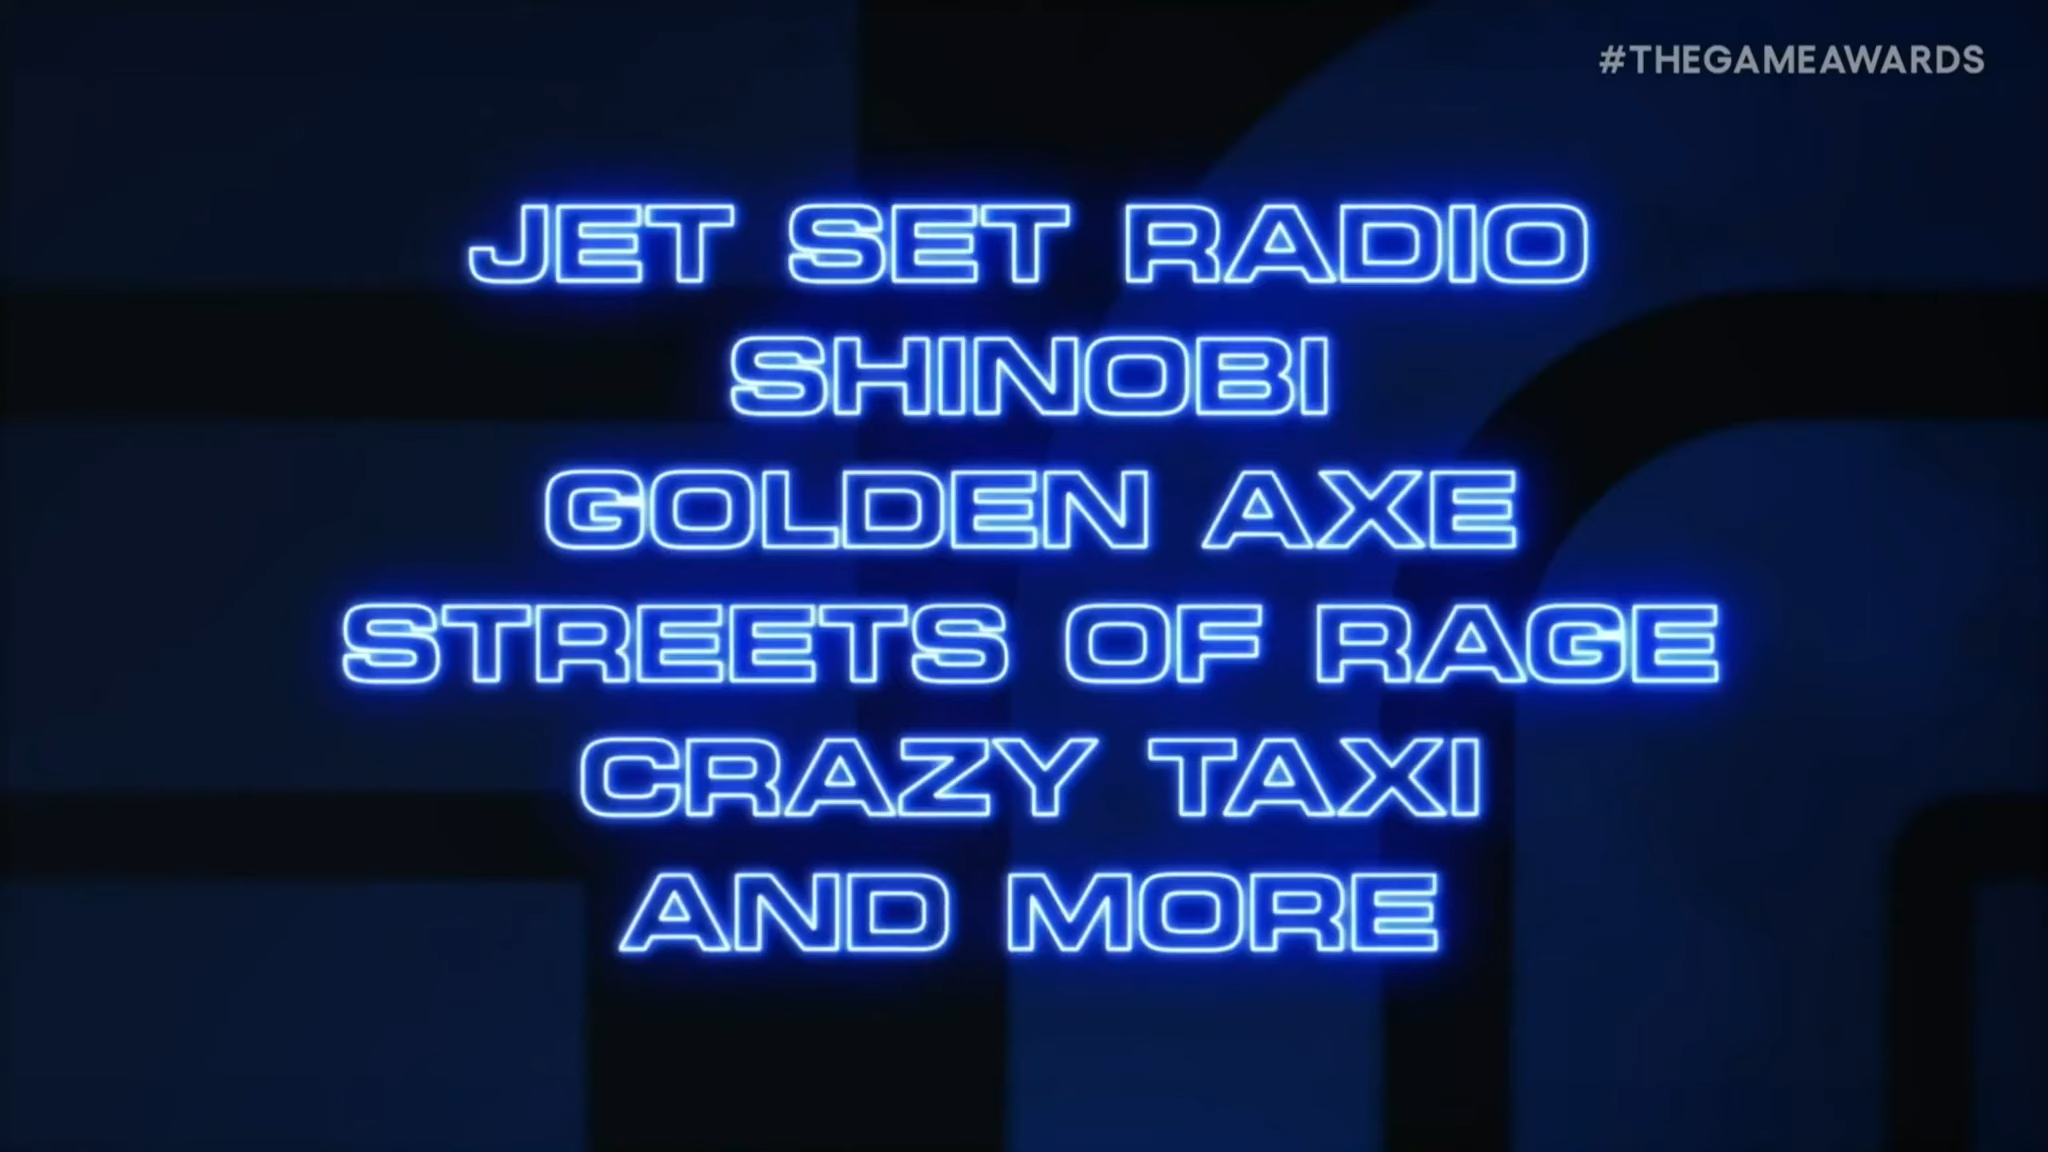 #THEGAMEAWARDS
JET SET RADIO
SHINOBI
GOLDEN AXE
STREETS OF RAGE
CRAZY TAXI
AND MORE